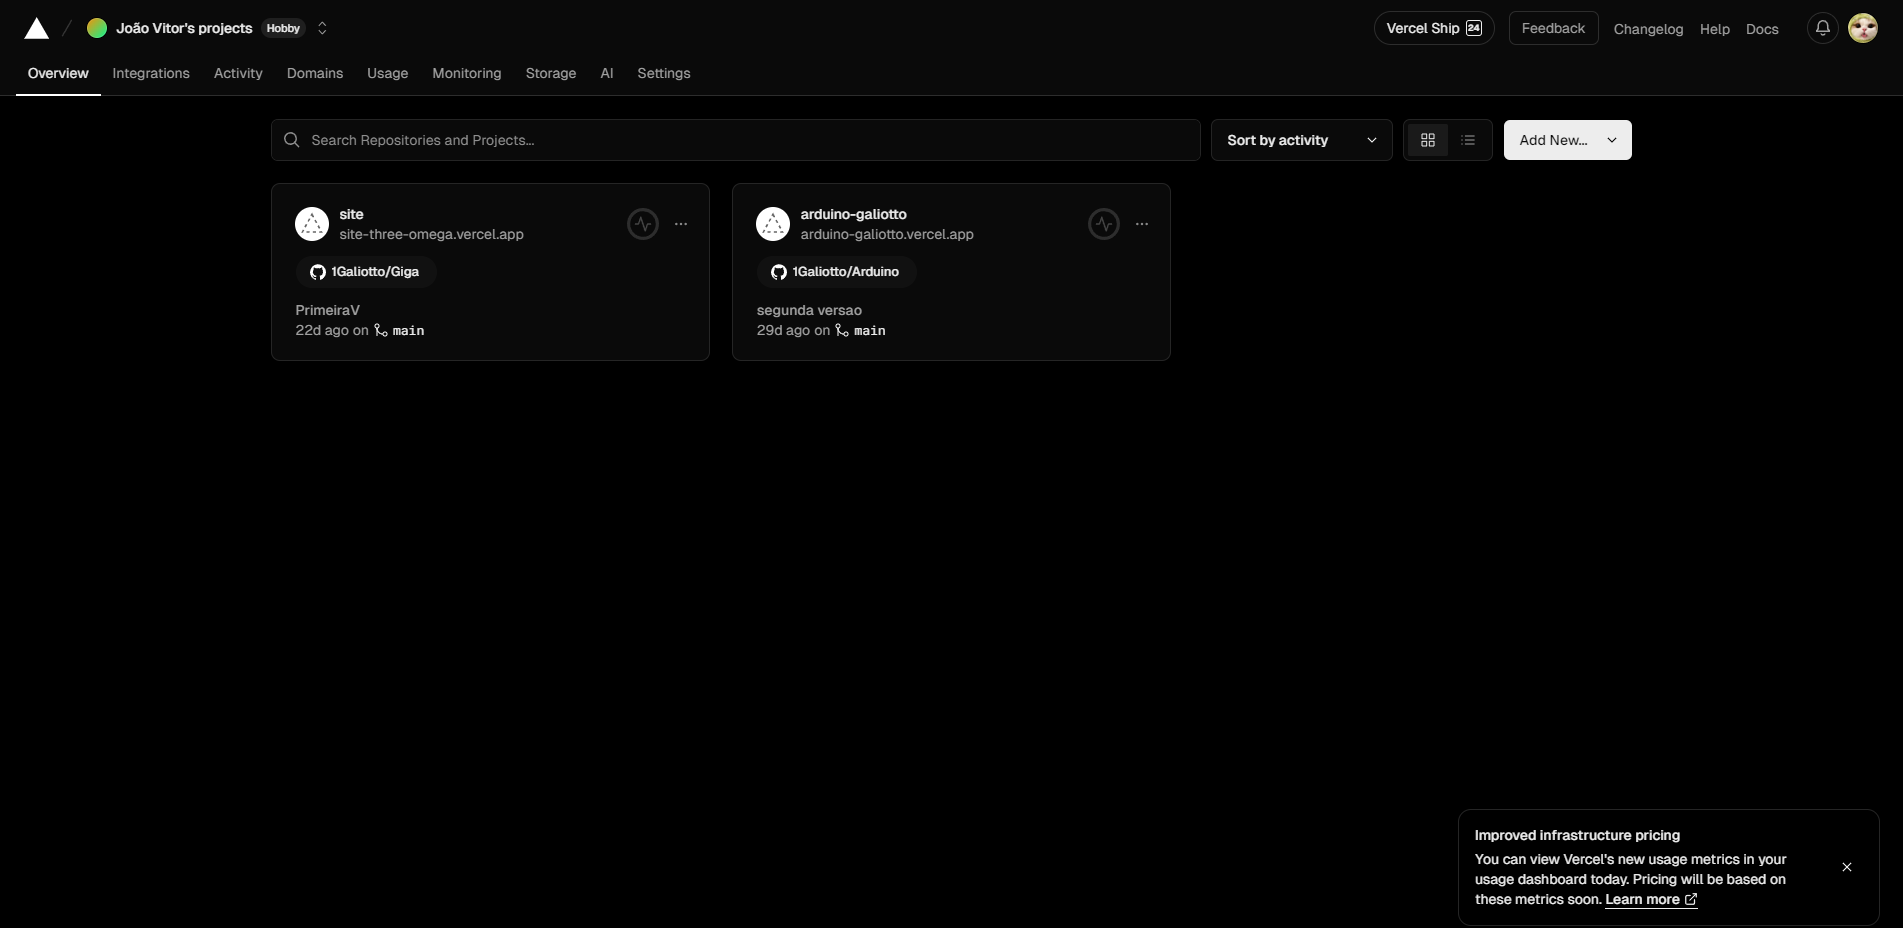 João Vitor's projects Hobby
Vercel Ship 24 Feedback Changelog Help Docs
Overview Integrations Activity Domains Usage Monitoring Storage AI Settings
Search Repositories and Projects...
Sort by activity
Add New...
site
site-three-omega.vercel.app
1Galiotto/Giga
PrimeiraV
22d ago on main
arduino-galiotto
arduino-galiotto.vercel.app
1Galiotto/Arduino
segunda versao
29d ago on main
Improved infrastructure pricing
You can view Vercel's new usage metrics in your
usage dashboard today. Pricing will be based on
these metrics soon. Learn more